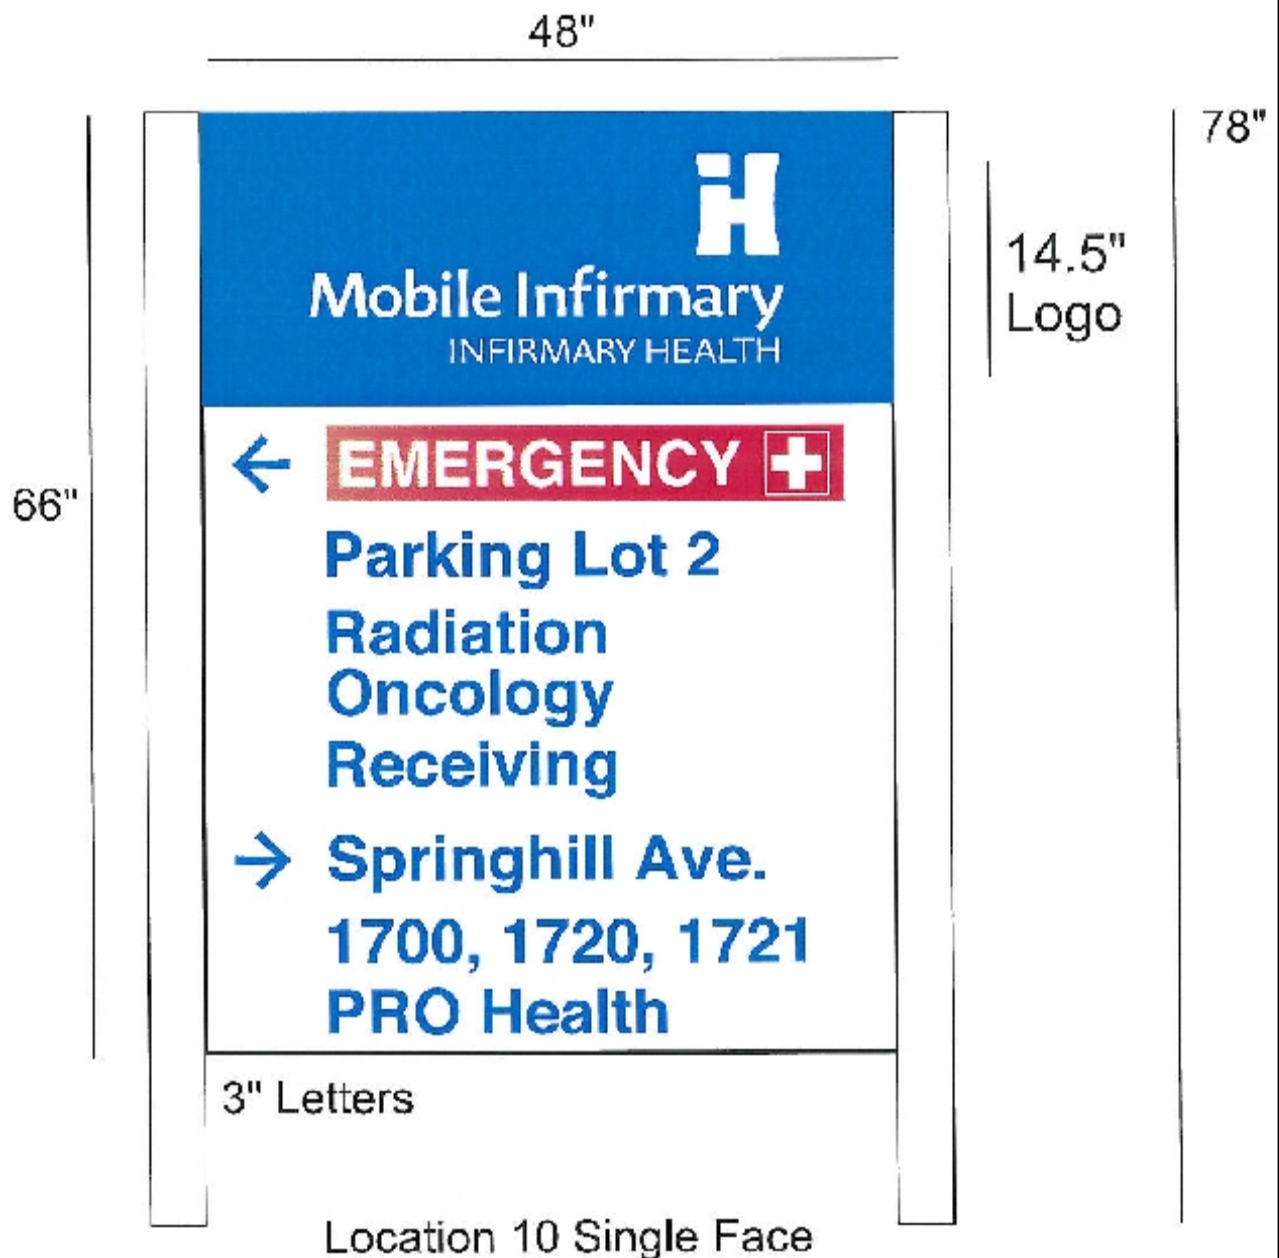 48"
78"
iH
Mobile Infirmary
INFIRMARY HEALTH
14.5"
Logo
66"
← EMERGENCY
Parking Lot 2
Radiation
Oncology
Receiving
→ Springhill Ave.
1700, 1720, 1721
PRO Health
3" Letters
Location 10 Single Face